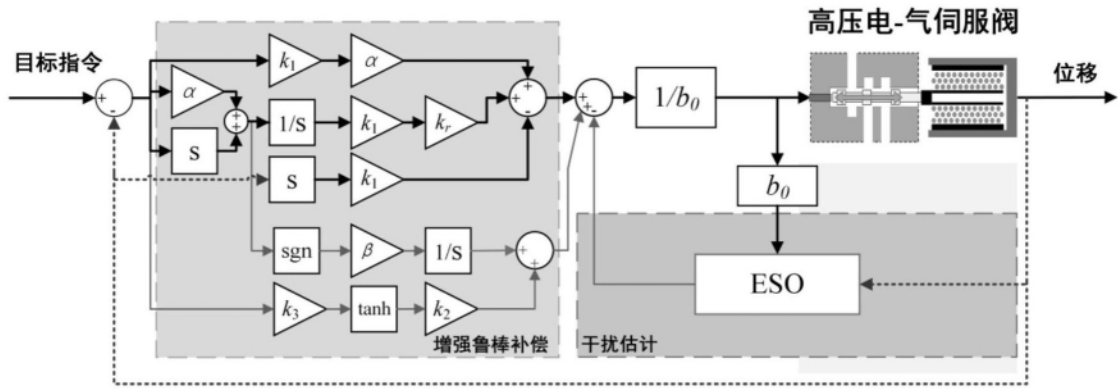 高压电-气伺服阀
目标指令
位移
-
α
s
+
+
k₁
α
1/s
k₁
kᵣ
s
k₁
+
+
-
+
-
-
+
1/b₀
b₀
sgn
β
1/s
+
+
k₃
tanh
k₂
ESO
增强鲁棒补偿
干扰估计